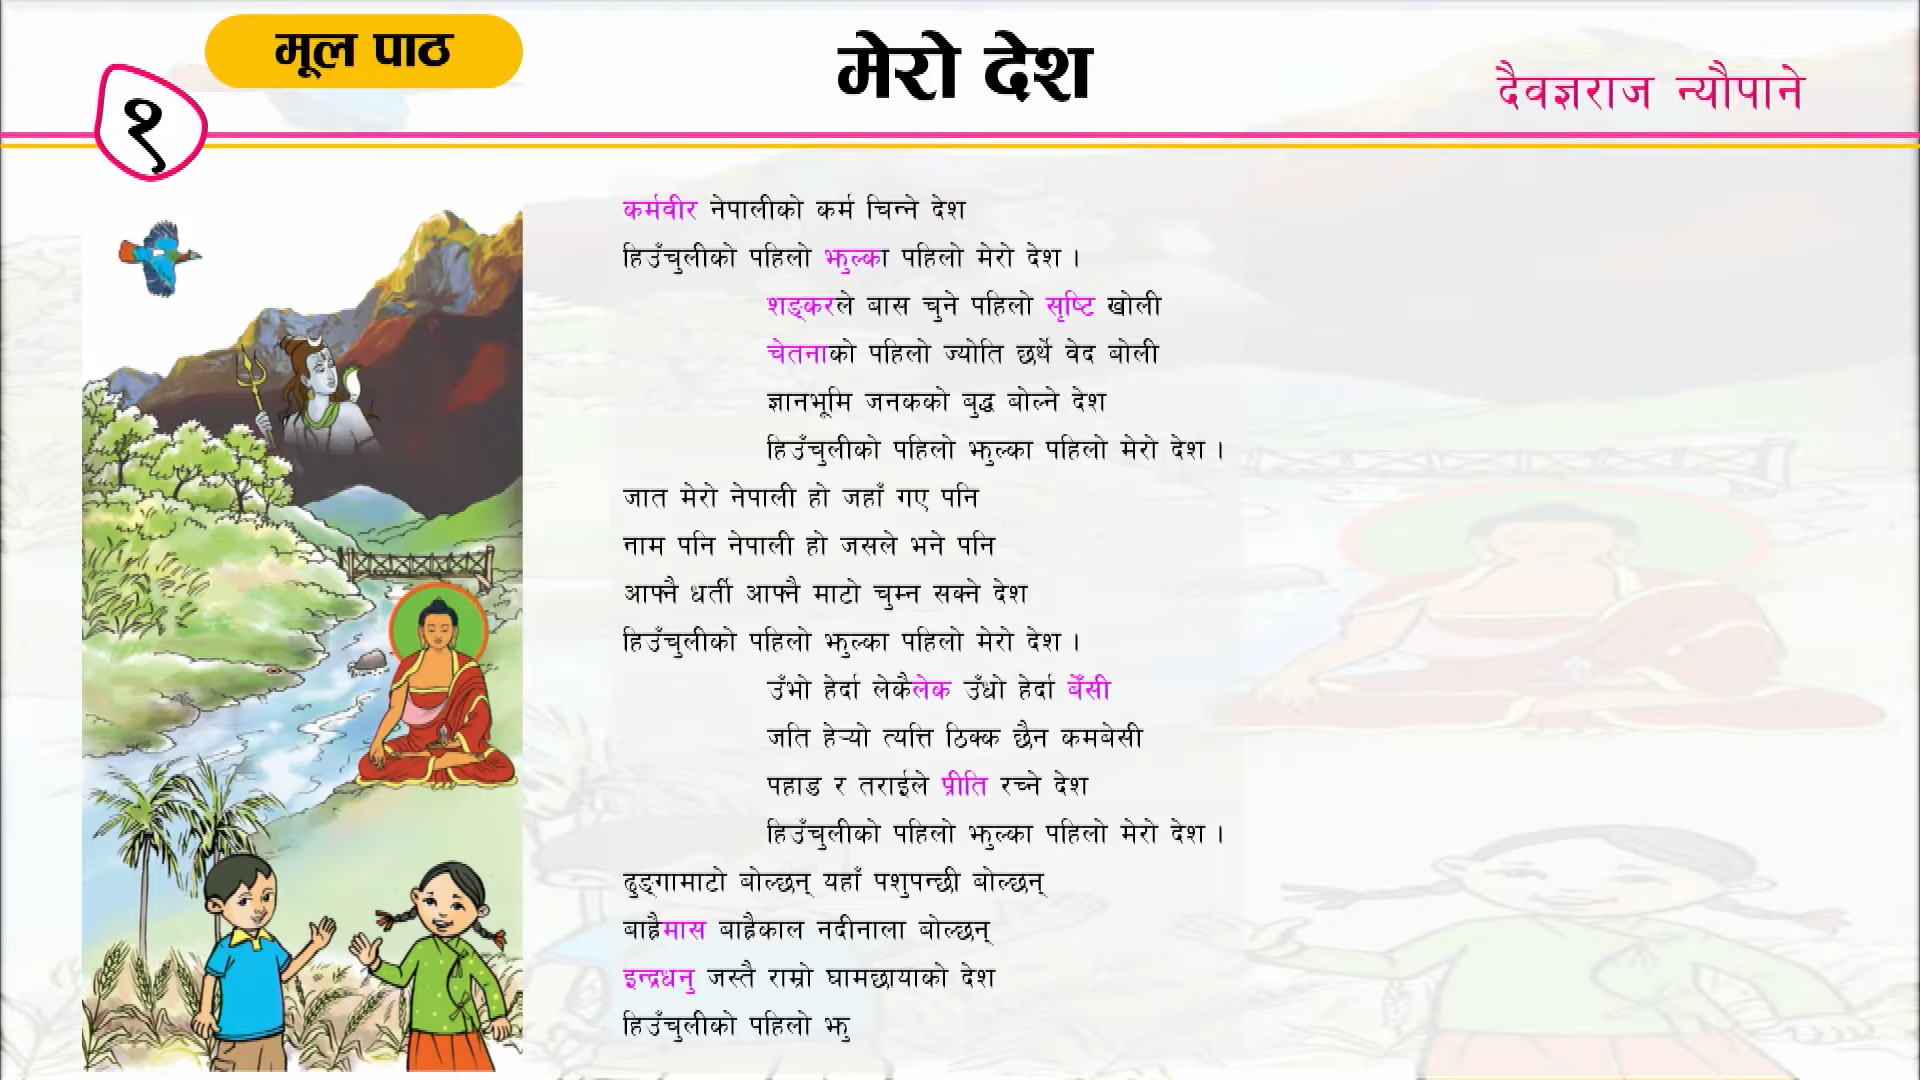 मूल पाठ
१
मेरो देश
दैवज्ञराज न्यौपाने
कर्मवीर नेपालीको कर्म चिन्ने देश
हिउँचुलीको पहिलो झुल्का पहिलो मेरो देश ।
शङ्करले बास चुने पहिलो सृष्टि खोली
चेतनाको पहिलो ज्योति छर्थे वेद बोली
ज्ञानभूमि जनकको बुद्ध बोल्ने देश
हिउँचुलीको पहिलो झुल्का पहिलो मेरो देश ।
जात मेरो नेपाली हो जहाँ गए पनि
नाम पनि नेपाली हो जसले भने पनि
आफ्नै धर्ती आफ्नै माटो चुम्न सक्ने देश
हिउँचुलीको पहिलो झुल्का पहिलो मेरो देश ।
उँभो हेर्दा लेकैलेक उँधो हेर्दा बेँसी
जति हेऱ्यो त्यत्ति ठिक्क छैन कमबेसी
पहाड र तराईले प्रीति रच्ने देश
हिउँचुलीको पहिलो झुल्का पहिलो मेरो देश ।
ढुङ्गामाटो बोल्छन् यहाँ पशुपन्छी बोल्छन्
बाह्रैमास बाह्रैकाल नदीनाला बोल्छन्
इन्द्रधनु जस्तै राम्रो घामछायाको देश
हिउँचुलीको पहिलो झु